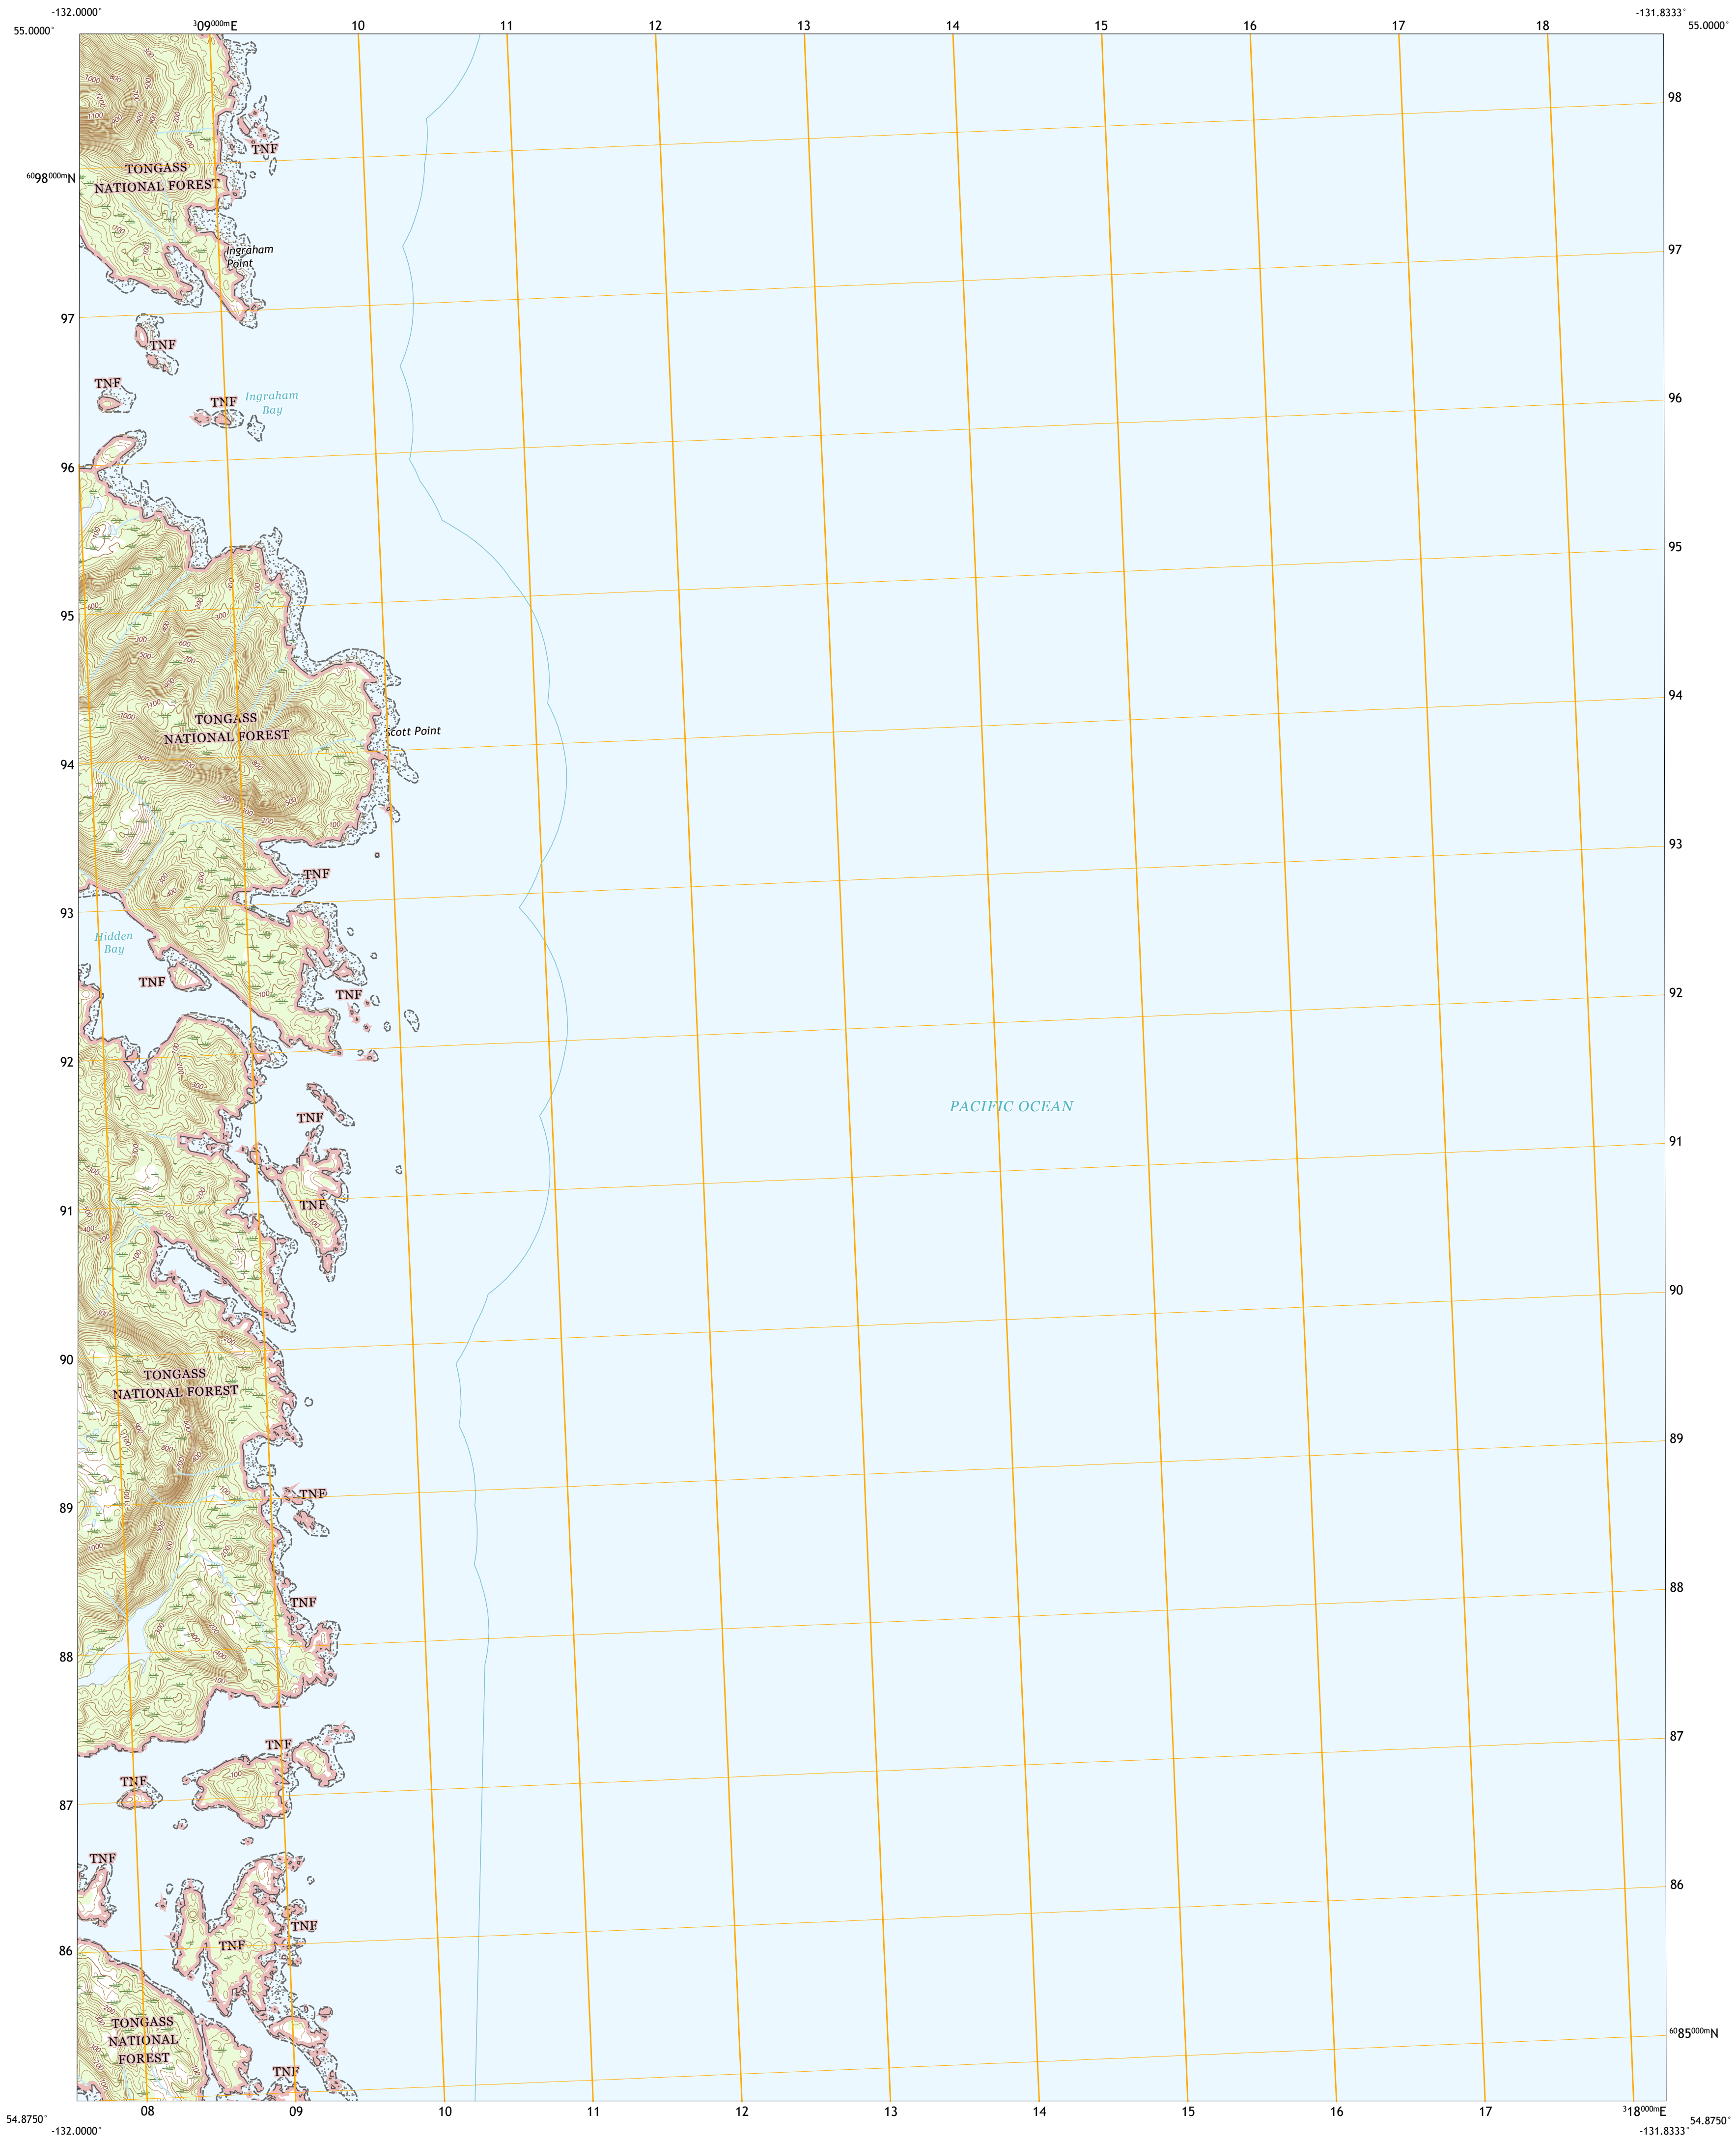 -132.0000°
-131.8333°
55.0000°
³09⁰⁰⁰ᵐE
10
11
12
13
14
15
16
17
18
55.0000°
98
TNF
TONGASS
NATIONAL FOREST
⁶⁰98⁰⁰⁰ᵐN
Ingraham
Point
97
97
TNF
TNF
TNF
Ingraham
Bay
96
96
95
95
94
TONGASS
NATIONAL FOREST
Scott Point
94
93
TNF
93
Hidden
Bay
TNF
TNF
92
92
PACIFIC OCEAN
TNF
91
TNF
91
90
90
TONGASS
NATIONAL FOREST
89
TNF
89
88
TNF
88
87
TNF
TNF
87
TNF
86
TNF
TNF
86
TONGASS
NATIONAL
FOREST
⁶⁰85⁰⁰⁰ᵐN
TNF
08
09
10
11
12
13
14
15
16
17
³18⁰⁰⁰ᵐE
54.8750°
54.8750°
-132.0000°
-131.8333°